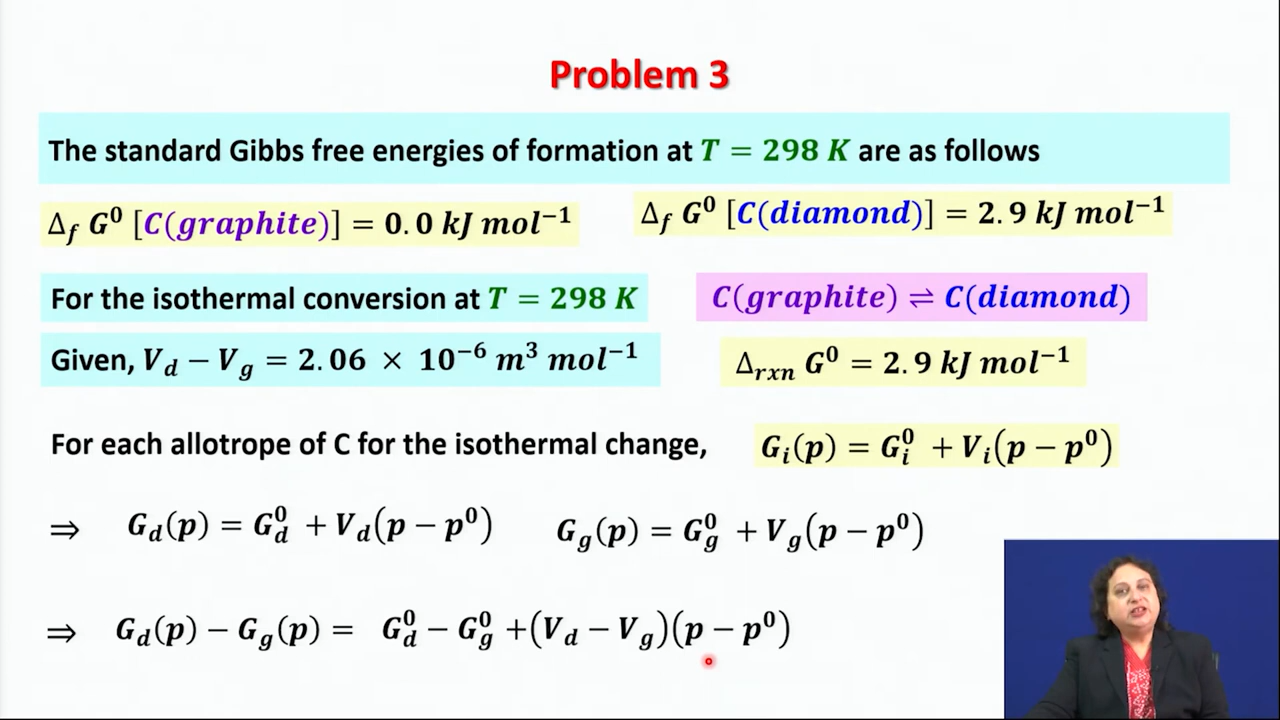 Problem 3
The standard Gibbs free energies of formation at T = 298 K are as follows
Δ_f G⁰ [C(graphite)] = 0.0 kJ mol⁻¹
Δ_f G⁰ [C(diamond)] = 2.9 kJ mol⁻¹
For the isothermal conversion at T = 298 K
C(graphite) ⇌ C(diamond)
Given, V_d − V_g = 2.06 × 10⁻⁶ m³ mol⁻¹
Δ_rxn G⁰ = 2.9 kJ mol⁻¹
For each allotrope of C for the isothermal change,
G_i(p) = G_i⁰ + V_i(p − p⁰)
⇒ G_d(p) = G_d⁰ + V_d(p − p⁰)
G_g(p) = G_g⁰ + V_g(p − p⁰)
⇒ G_d(p) − G_g(p) = G_d⁰ − G_g⁰ +(V_d − V_g)(p − p⁰)